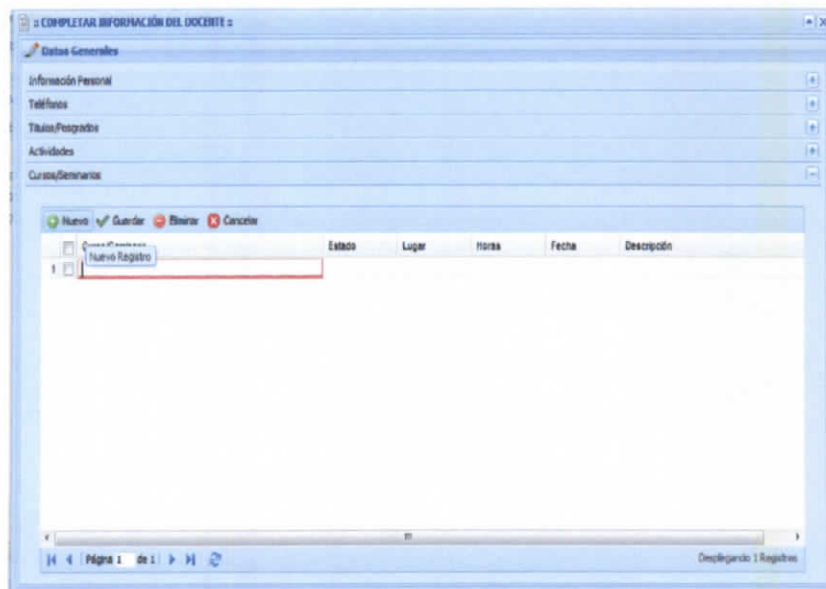 :: COMPLETAR INFORMACIÓN DEL DOCENTE ::
Datos Generales
Información Personal
Teléfonos
Títulos/Posgrados
Actividades
Cursos/Seminarios
Nuevo Guardar Eliminar Cancelar
Estado Lugar Horas Fecha Descripción
Nuevo Registro
1
Página 1 de 1
Desplegando 1 Registros